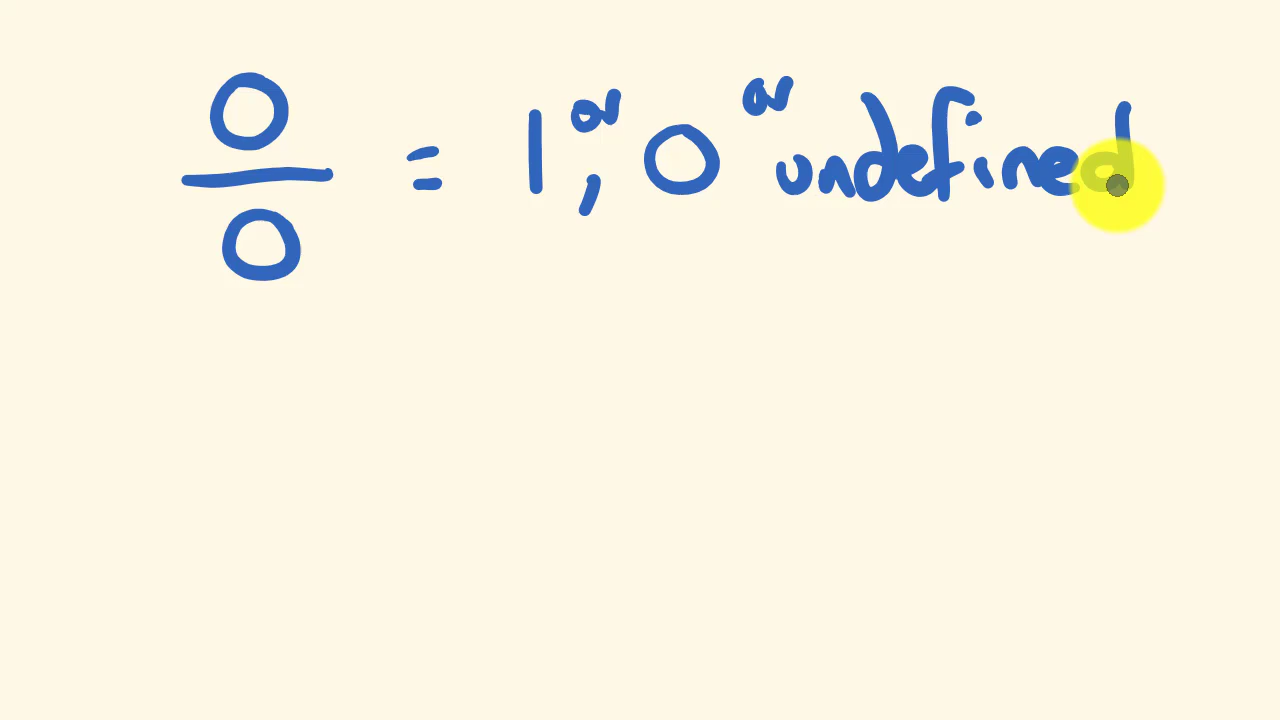 0/0 = 1, or 0 or undefined